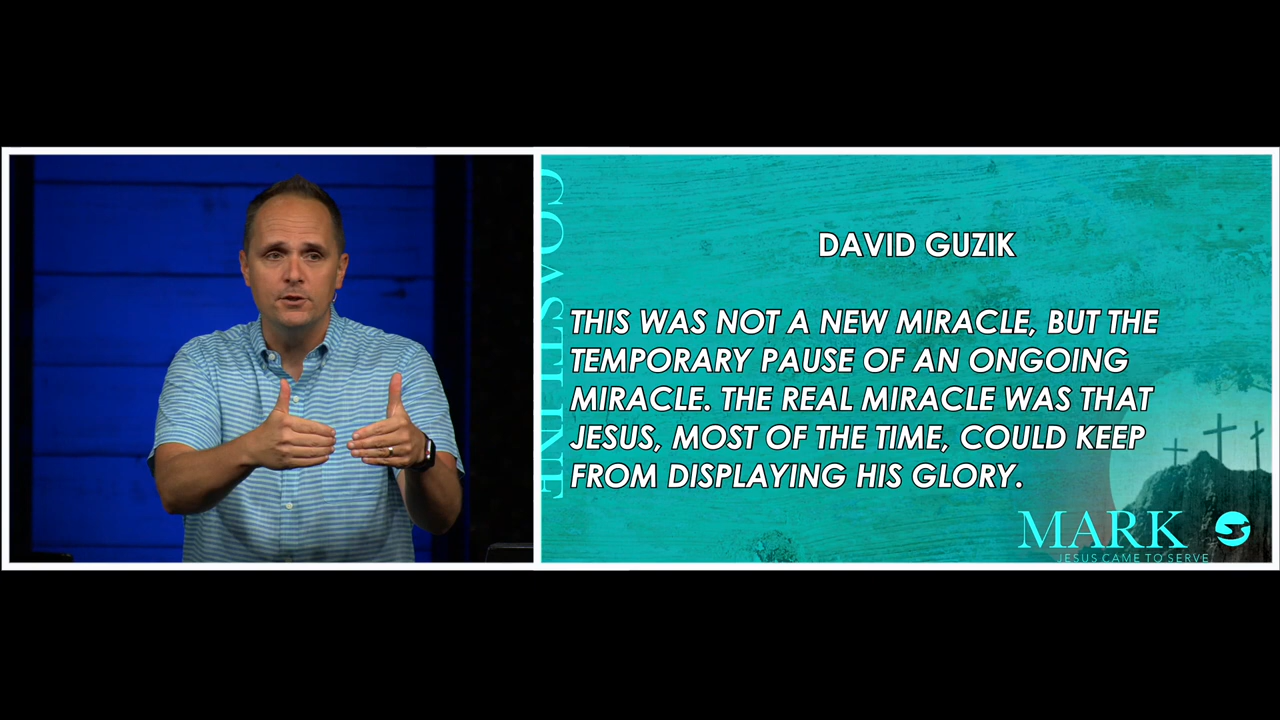 COASTLINE
DAVID GUZIK
THIS WAS NOT A NEW MIRACLE, BUT THE
TEMPORARY PAUSE OF AN ONGOING
MIRACLE. THE REAL MIRACLE WAS THAT
JESUS, MOST OF THE TIME, COULD KEEP
FROM DISPLAYING HIS GLORY.
MARK
JESUS CAME TO SERVE